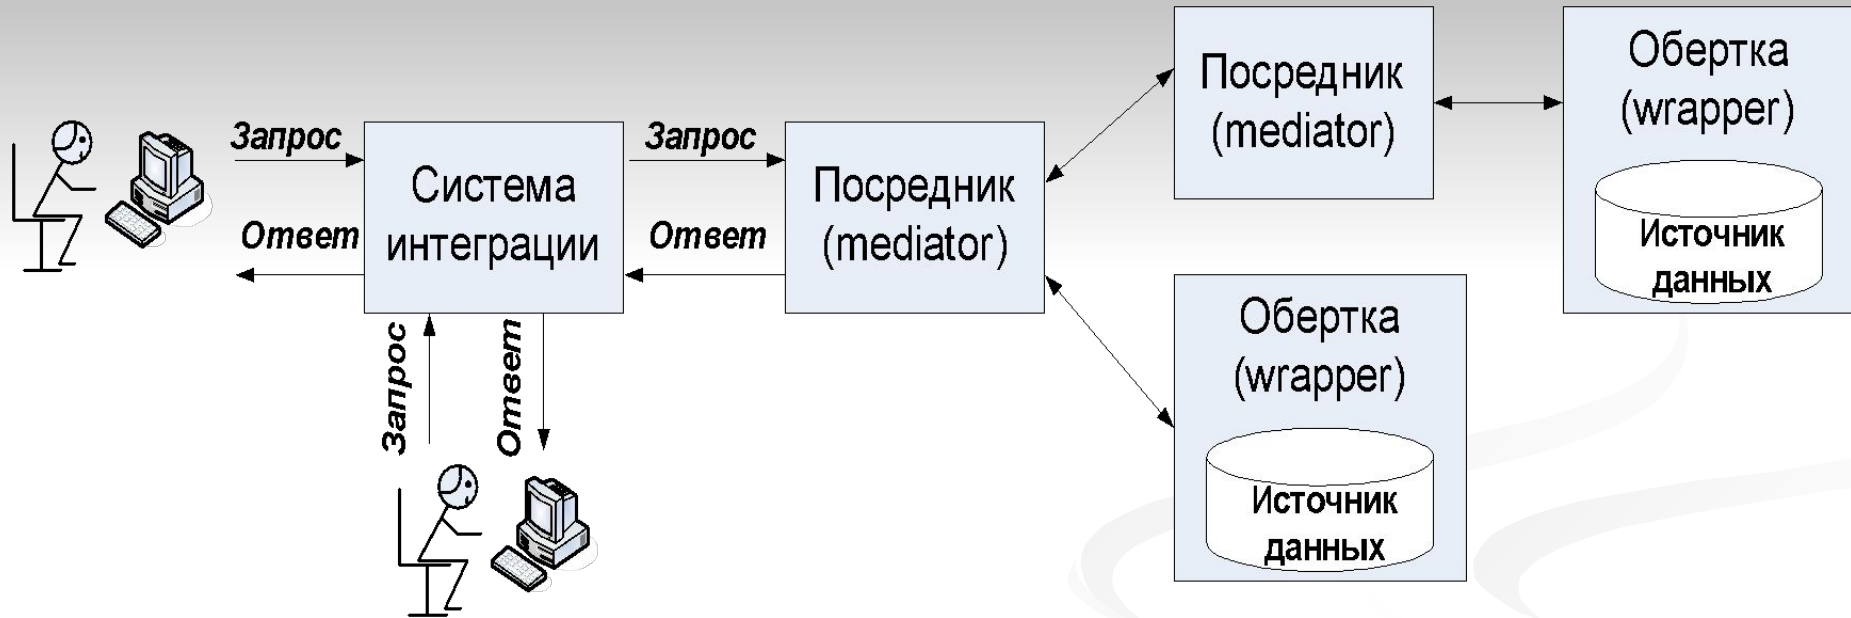 Запрос
Ответ
Система
интеграции
Запрос
Ответ
Посредник
(mediator)
Посредник
(mediator)
Обертка
(wrapper)
Источник
данных
Обертка
(wrapper)
Источник
данных
Запрос
Ответ